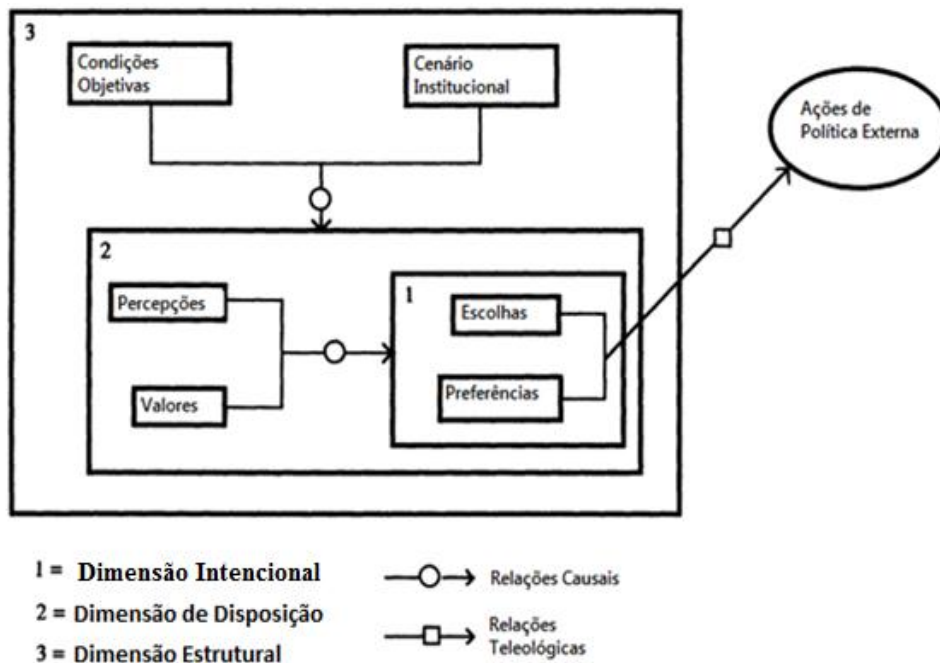 3
Condições
Objetivas
Cenário
Institucional
Ações de
Política Externa
2
Percepções
Valores
1
Escolhas
Preferências
1 = Dimensão Intencional
2 = Dimensão de Disposição
3 = Dimensão Estrutural
Relações Causais
Relações
Teleológicas